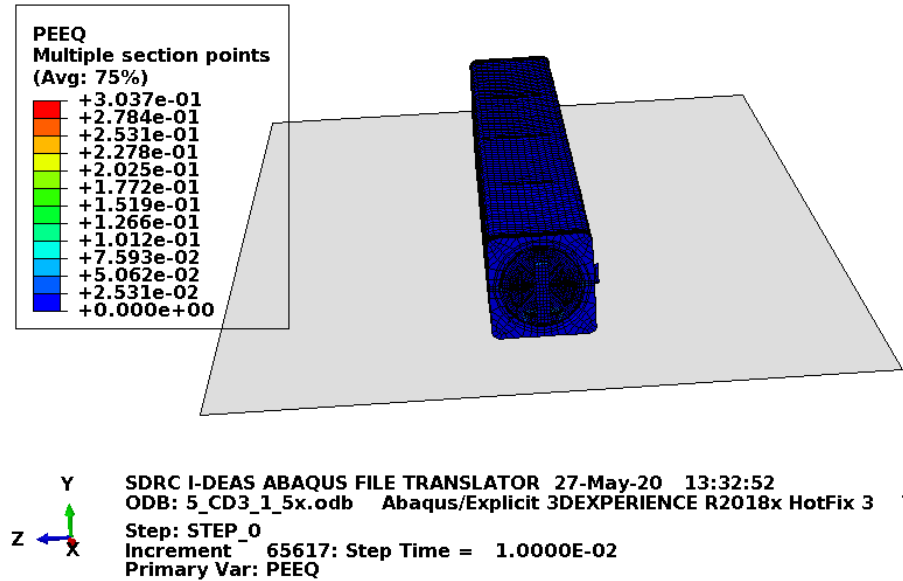 PEEQ
Multiple section points
(Avg: 75%)
+3.037e-01
+2.784e-01
+2.531e-01
+2.278e-01
+2.025e-01
+1.772e-01
+1.519e-01
+1.266e-01
+1.012e-01
+7.593e-02
+5.062e-02
+2.531e-02
+0.000e+00
Y
Z
X
SDRC I-DEAS ABAQUS FILE TRANSLATOR 27-May-20 13:32:52
ODB: 5_CD3_1_5x.odb Abaqus/Explicit 3DEXPERIENCE R2018x HotFix 3
Step: STEP_0
Increment 65617: Step Time = 1.0000E-02
Primary Var: PEEQ